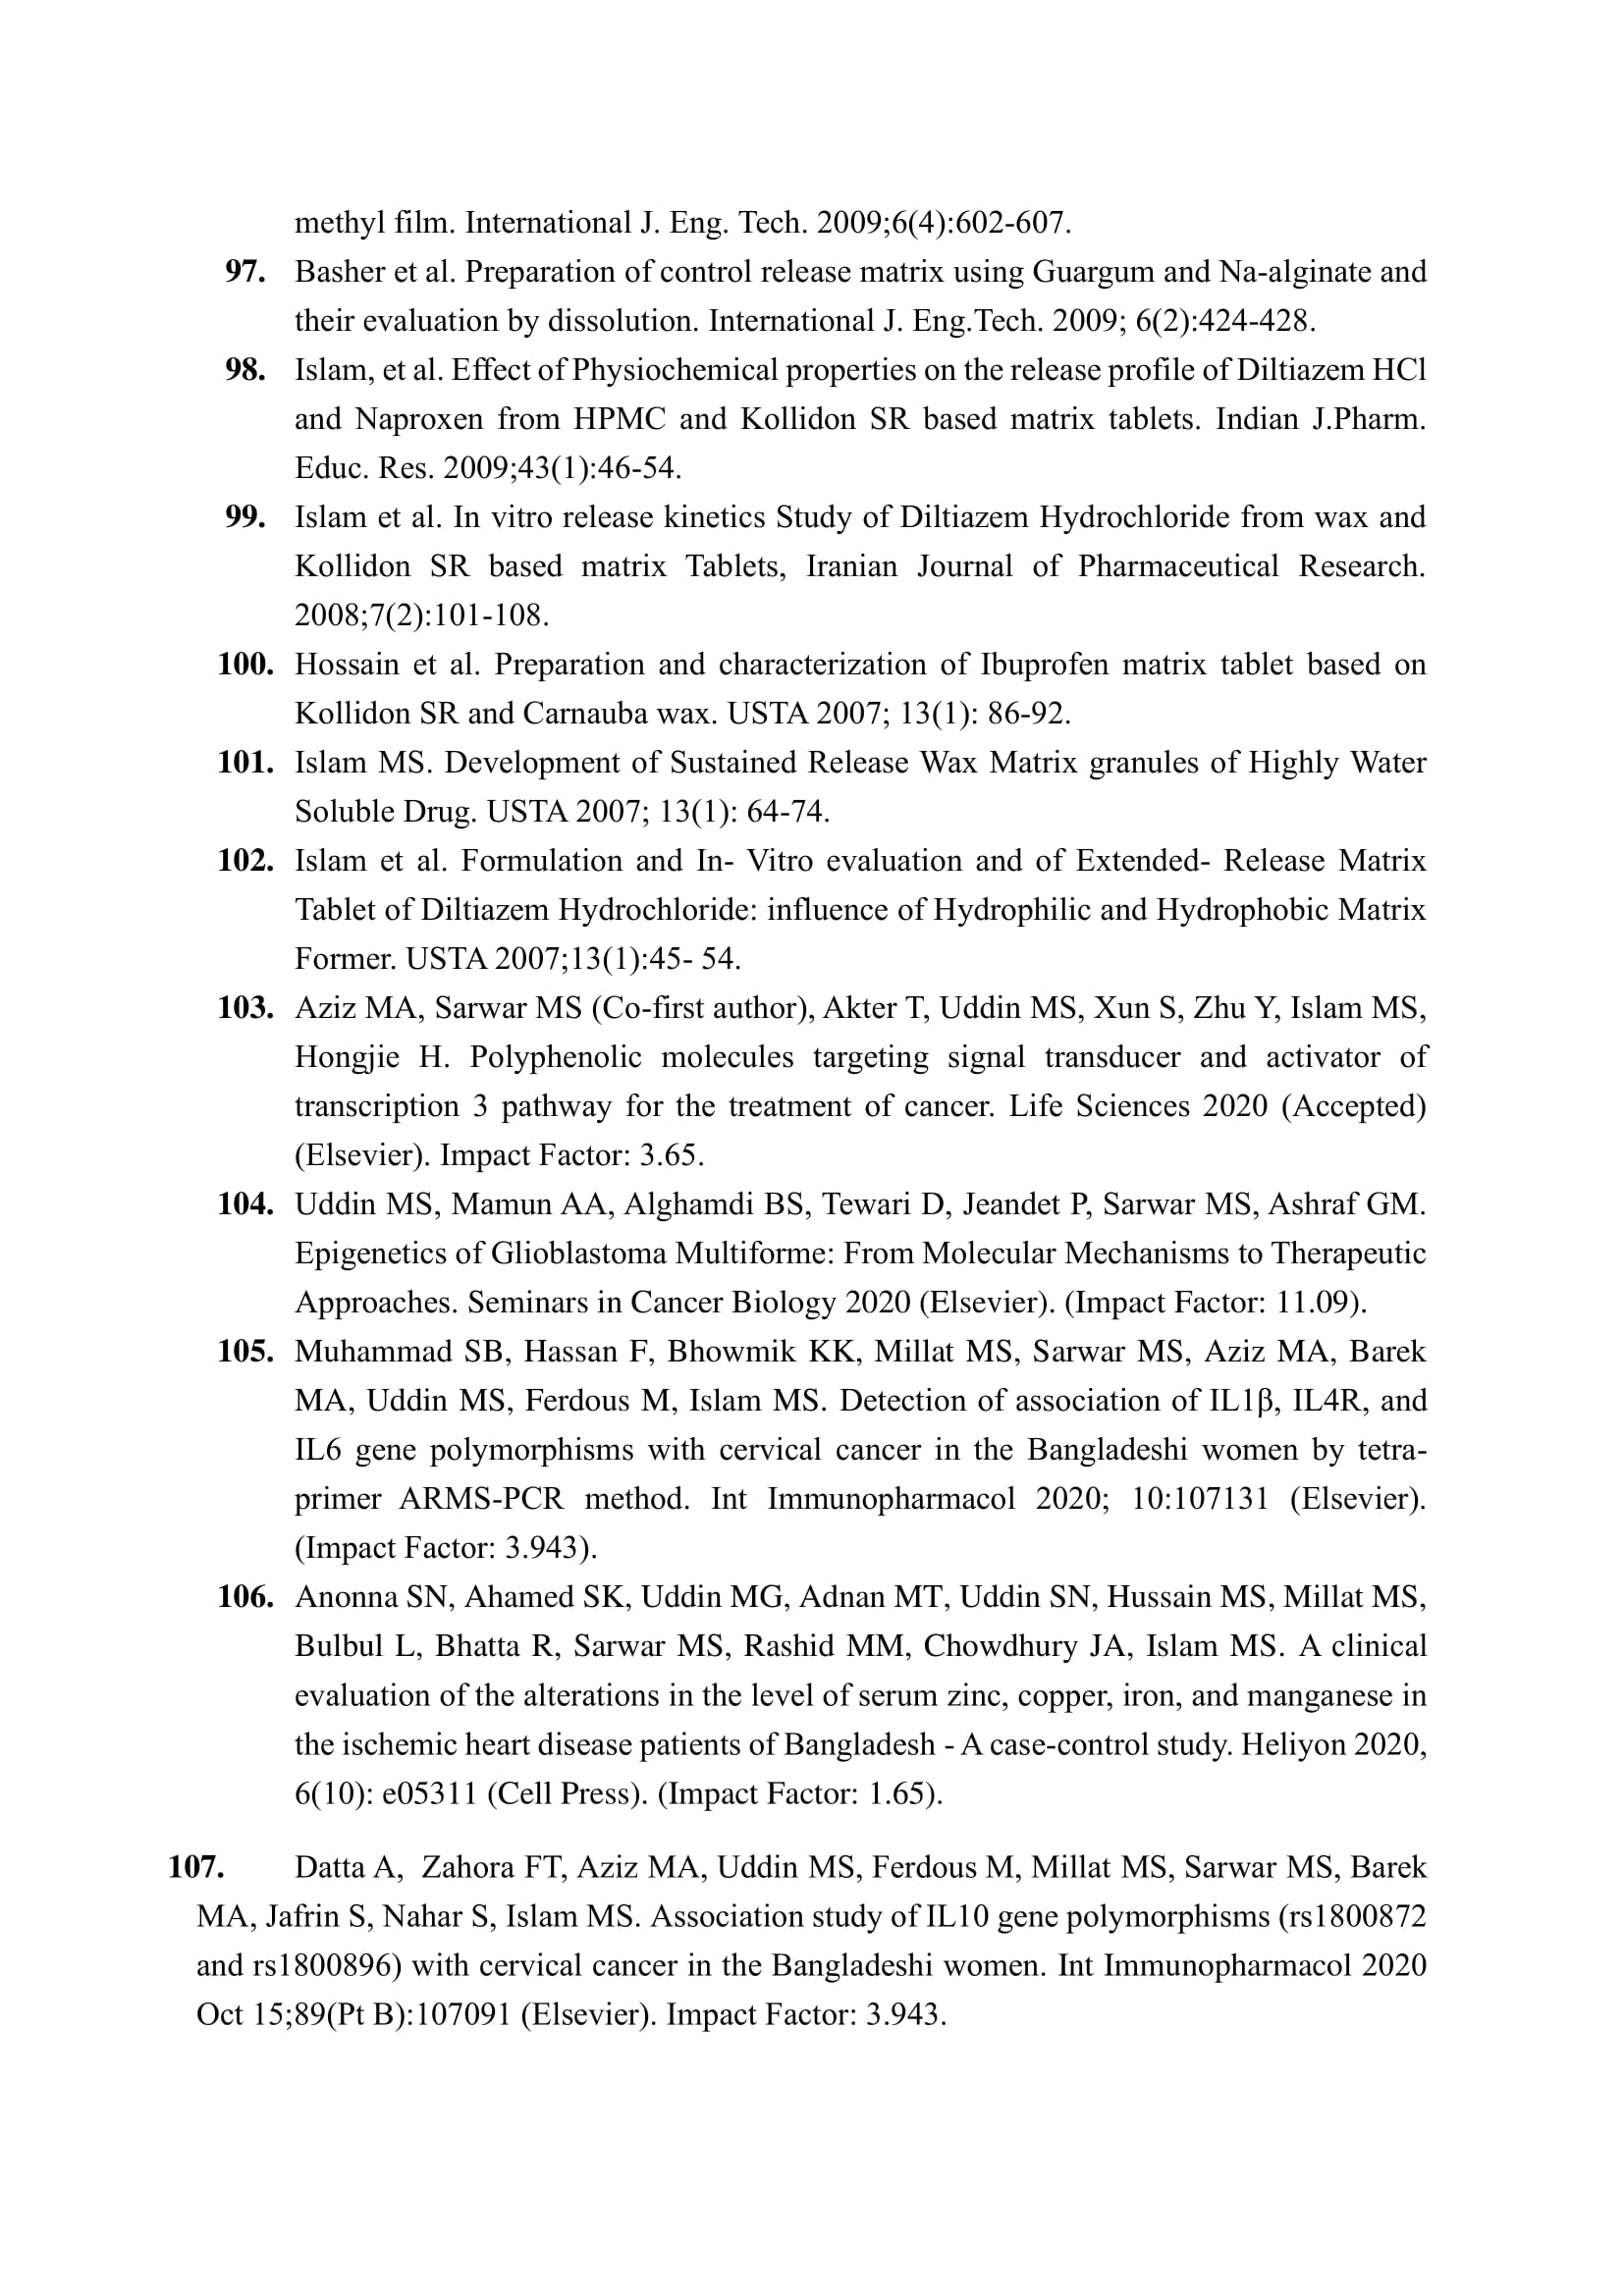 methyl film. International J. Eng. Tech. 2009;6(4):602-607.
97. Basher et al. Preparation of control release matrix using Guargum and Na-alginate and
their evaluation by dissolution. International J. Eng.Tech. 2009; 6(2):424-428.
98. Islam, et al. Effect of Physiochemical properties on the release profile of Diltiazem HCl
and Naproxen from HPMC and Kollidon SR based matrix tablets. Indian J.Pharm.
Educ. Res. 2009;43(1):46-54.
99. Islam et al. In vitro release kinetics Study of Diltiazem Hydrochloride from wax and
Kollidon SR based matrix Tablets, Iranian Journal of Pharmaceutical Research.
2008;7(2):101-108.
100. Hossain et al. Preparation and characterization of Ibuprofen matrix tablet based on
Kollidon SR and Carnauba wax. USTA 2007; 13(1): 86-92.
101. Islam MS. Development of Sustained Release Wax Matrix granules of Highly Water
Soluble Drug. USTA 2007; 13(1): 64-74.
102. Islam et al. Formulation and In- Vitro evaluation and of Extended- Release Matrix
Tablet of Diltiazem Hydrochloride: influence of Hydrophilic and Hydrophobic Matrix
Former. USTA 2007;13(1):45- 54.
103. Aziz MA, Sarwar MS (Co-first author), Akter T, Uddin MS, Xun S, Zhu Y, Islam MS,
Hongjie H. Polyphenolic molecules targeting signal transducer and activator of
transcription 3 pathway for the treatment of cancer. Life Sciences 2020 (Accepted)
(Elsevier). Impact Factor: 3.65.
104. Uddin MS, Mamun AA, Alghamdi BS, Tewari D, Jeandet P, Sarwar MS, Ashraf GM.
Epigenetics of Glioblastoma Multiforme: From Molecular Mechanisms to Therapeutic
Approaches. Seminars in Cancer Biology 2020 (Elsevier). (Impact Factor: 11.09).
105. Muhammad SB, Hassan F, Bhowmik KK, Millat MS, Sarwar MS, Aziz MA, Barek
MA, Uddin MS, Ferdous M, Islam MS. Detection of association of IL1β, IL4R, and
IL6 gene polymorphisms with cervical cancer in the Bangladeshi women by tetra-
primer ARMS-PCR method. Int Immunopharmacol 2020; 10:107131 (Elsevier).
(Impact Factor: 3.943).
106. Anonna SN, Ahamed SK, Uddin MG, Adnan MT, Uddin SN, Hussain MS, Millat MS,
Bulbul L, Bhatta R, Sarwar MS, Rashid MM, Chowdhury JA, Islam MS. A clinical
evaluation of the alterations in the level of serum zinc, copper, iron, and manganese in
the ischemic heart disease patients of Bangladesh - A case-control study. Heliyon 2020,
6(10): e05311 (Cell Press). (Impact Factor: 1.65).
107. Datta A, Zahora FT, Aziz MA, Uddin MS, Ferdous M, Millat MS, Sarwar MS, Barek
MA, Jafrin S, Nahar S, Islam MS. Association study of IL10 gene polymorphisms (rs1800872
and rs1800896) with cervical cancer in the Bangladeshi women. Int Immunopharmacol 2020
Oct 15;89(Pt B):107091 (Elsevier). Impact Factor: 3.943.